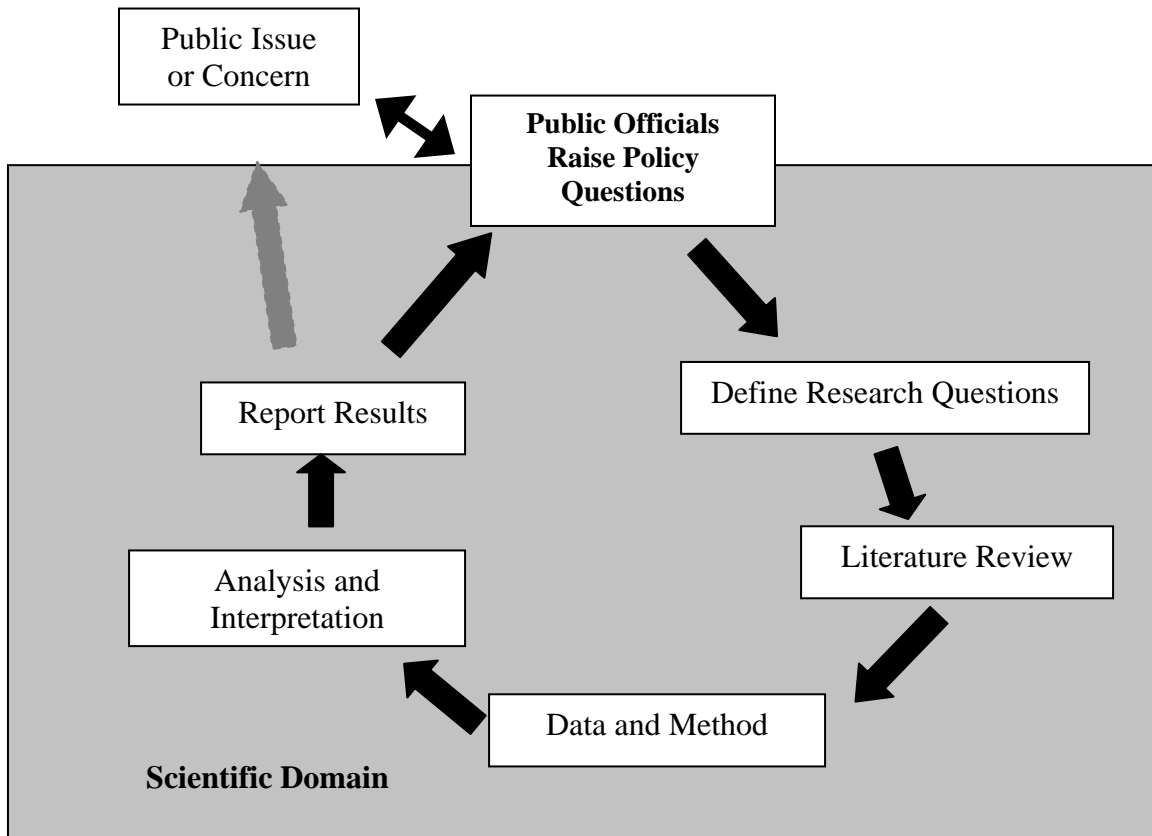 Public Issue
or Concern
Public Officials
Raise Policy
Questions
Define Research Questions
Report Results
Literature Review
Analysis and
Interpretation
Data and Method
Scientific Domain